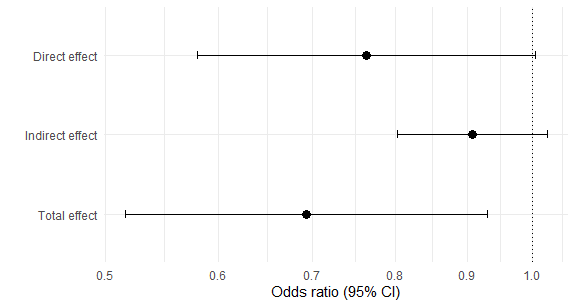 Direct effect
Indirect effect
Total effect
0.5 0.6 0.7 0.8 0.9 1.0
Odds ratio (95% CI)